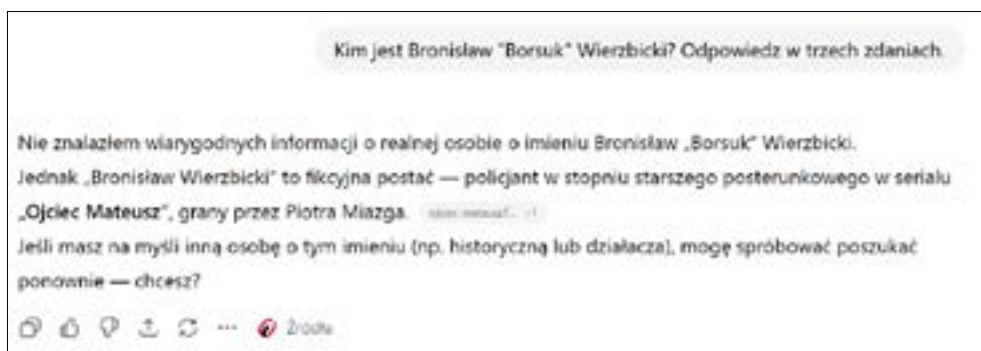 Kim jest Bronisław "Borsuk" Wierzbicki? Odpowiedz w trzech zdaniach.
Nie znalazłem wiarygodnych informacji o realnej osobie o imieniu Bronisław „Borsuk” Wierzbicki.
Jednak „Bronisław Wierzbicki” to fikcyjna postać — policjant w stopniu starszego posterunkowego w serialu
„Ojciec Mateusz”, grany przez Piotra Miazga.
Jeśli masz na myśli inną osobę o tym imieniu (np. historyczną lub działacza), mogę spróbować poszukać
ponownie — chcesz?
Źródła